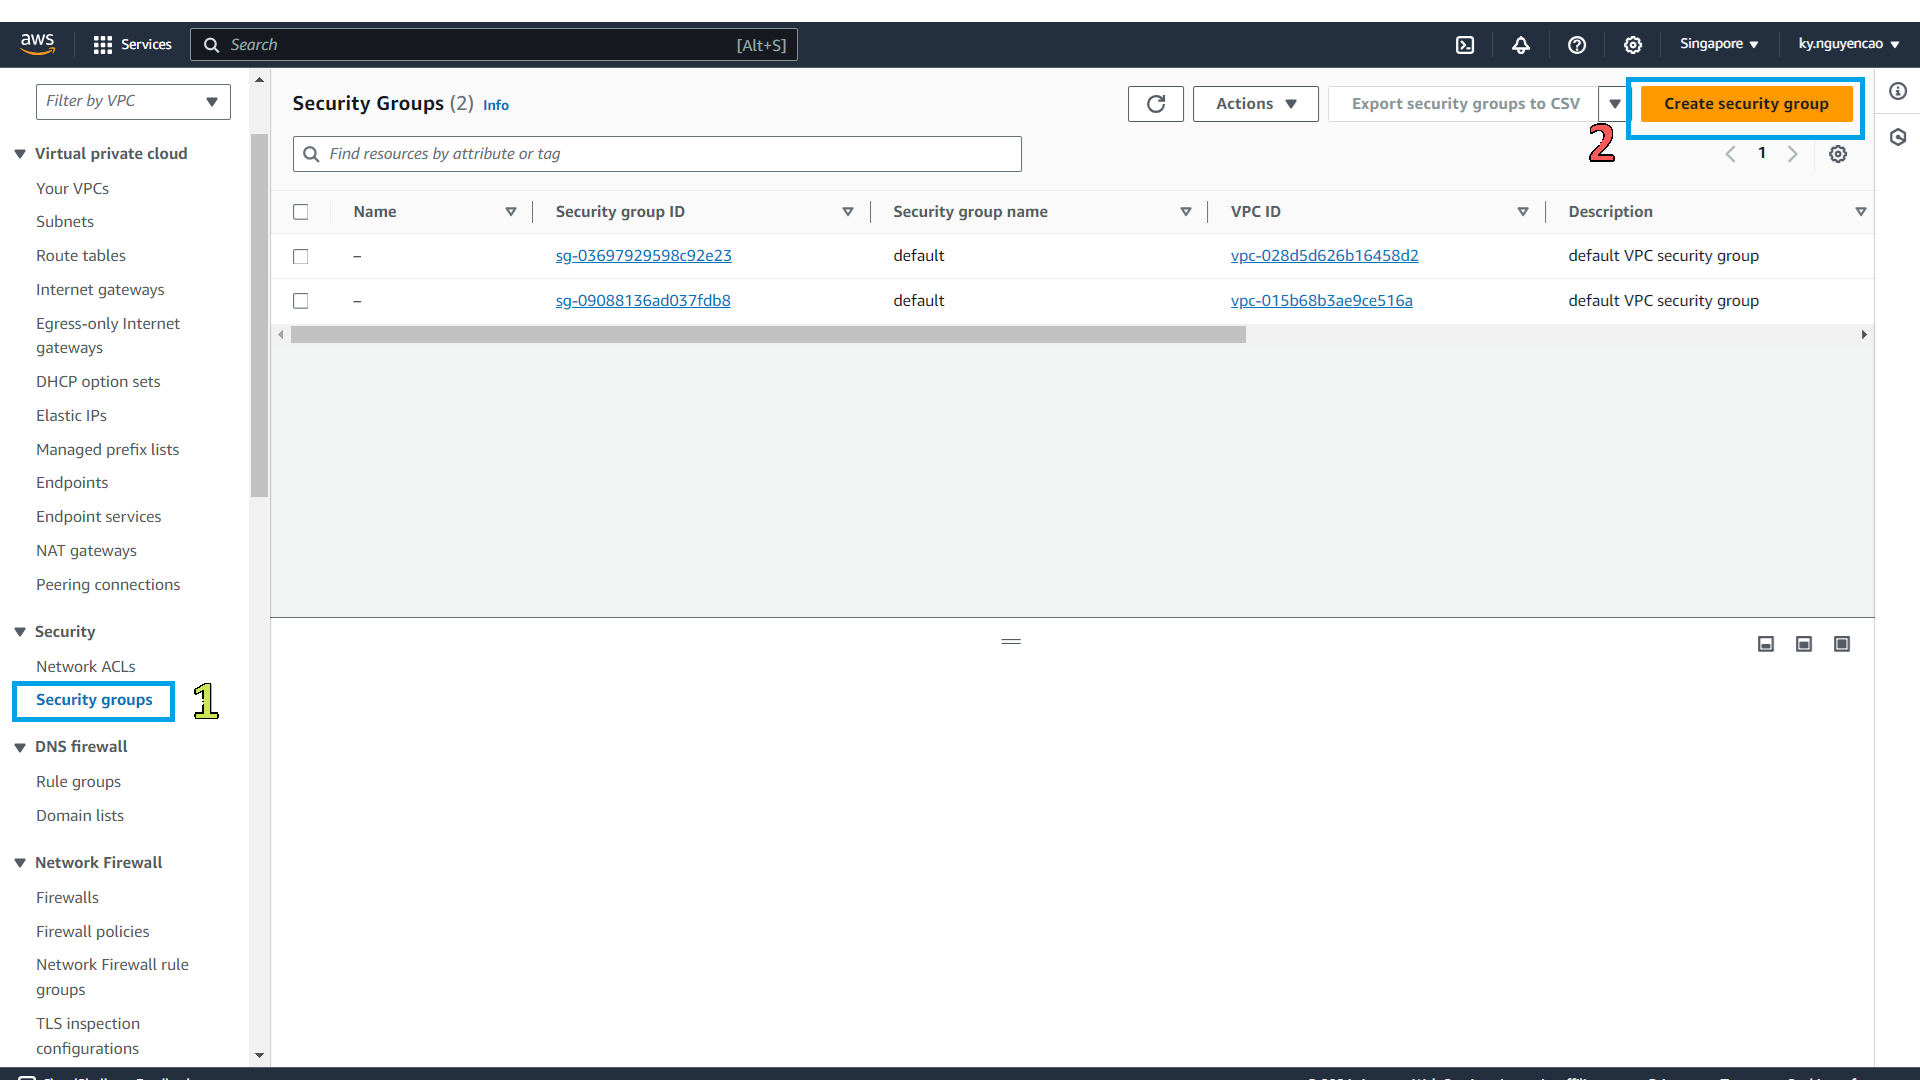 aws
Services
Search
[Alt+S]
Singapore
ky.nguyencao
Filter by VPC
Virtual private cloud
Your VPCs
Subnets
Route tables
Internet gateways
Egress-only Internet
gateways
DHCP option sets
Elastic IPs
Managed prefix lists
Endpoints
Endpoint services
NAT gateways
Peering connections
Security
Network ACLs
Security groups
1
DNS firewall
Rule groups
Domain lists
Network Firewall
Firewalls
Firewall policies
Network Firewall rule
groups
TLS inspection
configurations
Security Groups (2) Info
Actions
Export security groups to CSV
Create security group
2
Find resources by attribute or tag
1
Name Security group ID Security group name VPC ID Description
– sg-03697929598c92e23 default vpc-028d5d626b16458d2 default VPC security group
– sg-09088136ad037fdb8 default vpc-015b68b3ae9ce516a default VPC security group